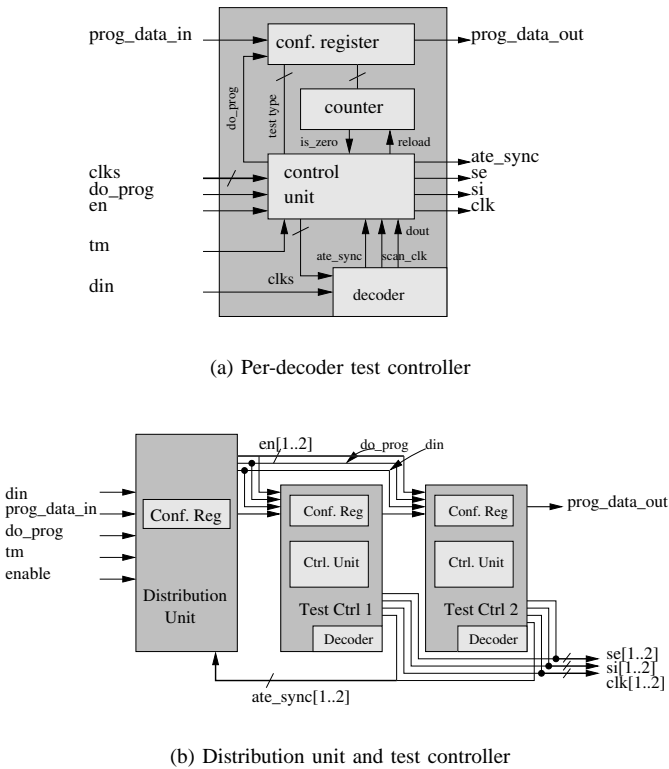 prog_data_in
conf. register
prog_data_out
do_prog
test type
counter
is_zero
reload
clks
do_prog
en
control
unit
ate_sync
se
si
clk
tm
dout
ate_sync
scan_clk
clks
din
decoder
(a) Per-decoder test controller
en[1..2]
do_prog
din
din
prog_data_in
do_prog
tm
enable
Conf. Reg
Distribution
Unit
Conf. Reg
Ctrl. Unit
Test Ctrl 1
Decoder
Conf. Reg
Ctrl. Unit
Test Ctrl 2
Decoder
prog_data_out
se[1..2]
si[1..2]
clk[1..2]
ate_sync[1..2]
(b) Distribution unit and test controller